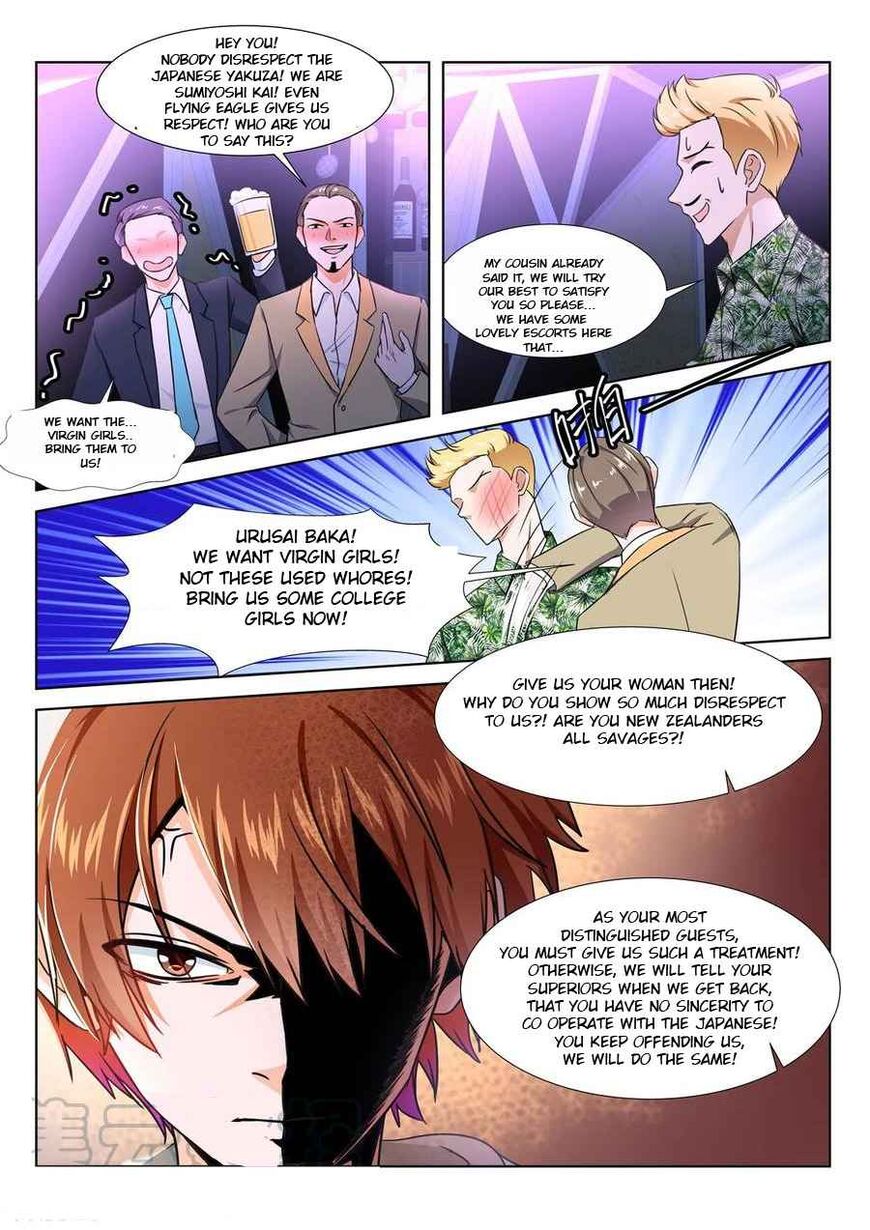 HEY YOU!
NOBODY DISRESPECT THE
JAPANESE YAKUZA! WE ARE
SUMIYOSHI KAI! EVEN
FLYING EAGLE GIVES US
RESPECT! WHO ARE YOU
TO SAY THIS?
WE WANT THE...
VIRGIN GIRLS..
BRING THEM TO
US!
MY COUSIN ALREADY
SAID IT, WE WILL TRY
OUR BEST TO SATISFY
YOU SO PLEASE...
WE HAVE SOME
LOVELY ESCORTS HERE
THAT...
URUSAI BAKA!
WE WANT VIRGIN GIRLS!
NOT THESE USED WHORES!
BRING US SOME COLLEGE
GIRLS NOW!
GIVE US YOUR WOMAN THEN!
WHY DO YOU SHOW SO MUCH DISRESPECT
TO US?! ARE YOU NEW ZEALANDERS
ALL SAVAGES?!
AS YOUR MOST
DISTINGUISHED GUESTS,
YOU MUST GIVE US SUCH A TREATMENT!
OTHERWISE, WE WILL TELL YOUR
SUPERIORS WHEN WE GET BACK,
THAT YOU HAVE NO SINCERITY TO
CO OPERATE WITH THE JAPANESE!
YOU KEEP OFFENDING US,
WE WILL DO THE SAME!